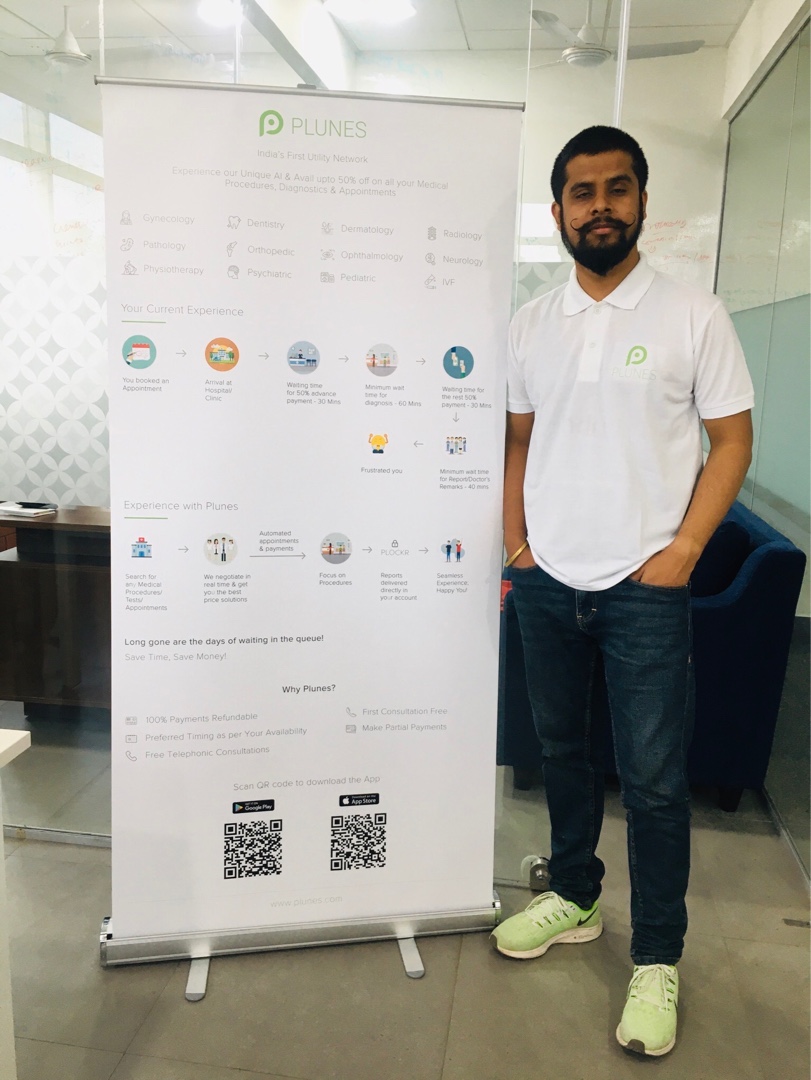 PLUNES
India's First Utility Network
Experience our Unique AI & Avail upto 50% off on all your Medical
Procedures, Diagnostics & Appointments
Gynecology
Dentistry
Dermatology
Radiology
Pathology
Orthopedic
Ophthalmology
Neurology
Physiotherapy
Psychiatric
Pediatric
IVF
Your Current Experience
You booked an
Appointment
Arrival at
Hospital/
Clinic
Waiting time
for 50% advance
payment - 30 Mins
Minimum wait
time for
diagnosis - 60 Mins
Waiting time for
the rest 50%
payment - 30 Mins
Frustrated you
Minimum wait time
for Report/Doctor's
Remarks - 40 mins
Experience with Plunes
Search for
any Medical
Procedures/
Tests/
Appointments
We negotiate in
real time & get
you the best
price solutions
Automated
appointments
& payments
Focus on
Procedures
PLOCKR
Reports
delivered
directly in
your account
Seamless
Experience;
Happy You!
Long gone are the days of waiting in the queue!
Save Time, Save Money!
Why Plunes?
100% Payments Refundable
Preferred Timing as per Your Availability
Free Telephonic Consultations
First Consultation Free
Make Partial Payments
Scan QR code to download the App
Google Play
App Store
www.plunes.com
PLUNES